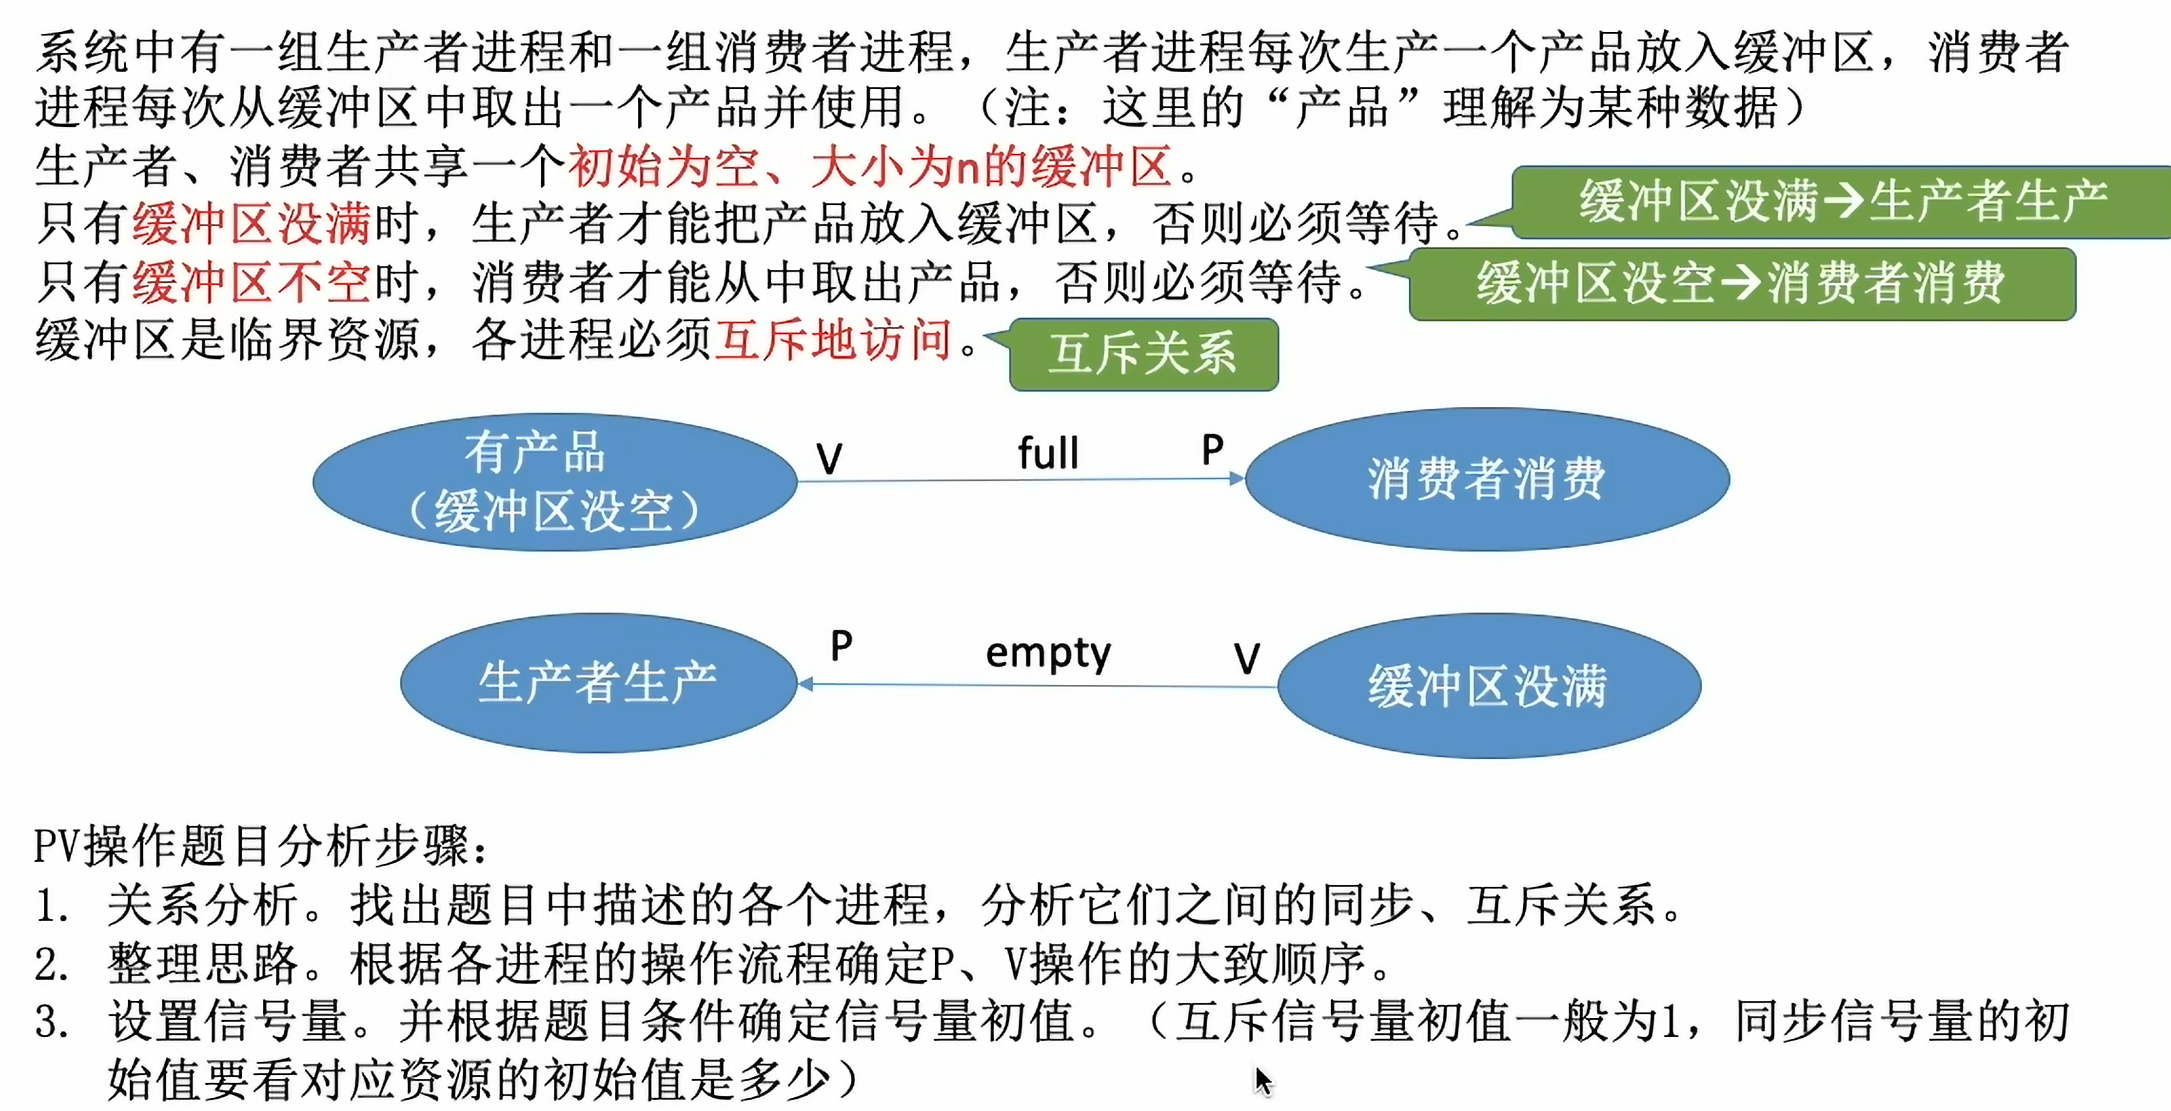 系统中有一组生产者进程和一组消费者进程，生产者进程每次生产一个产品放入缓冲区，消费者
进程每次从缓冲区中取出一个产品并使用。（注：这里的“产品”理解为某种数据）
生产者、消费者共享一个初始为空、大小为n的缓冲区。
只有缓冲区没满时，生产者才能把产品放入缓冲区，否则必须等待。
缓冲区没满→生产者生产
只有缓冲区不空时，消费者才能从中取出产品，否则必须等待。
缓冲区没空→消费者消费
缓冲区是临界资源，各进程必须互斥地访问。
互斥关系
有产品
（缓冲区没空）
V full P
消费者消费
生产者生产
P empty V
缓冲区没满
PV操作题目分析步骤：
1. 关系分析。找出题目中描述的各个进程，分析它们之间的同步、互斥关系。
2. 整理思路。根据各进程的操作流程确定P、V操作的大致顺序。
3. 设置信号量。并根据题目条件确定信号量初值。（互斥信号量初值一般为1，同步信号量的初
始值要看对应资源的初始值是多少）